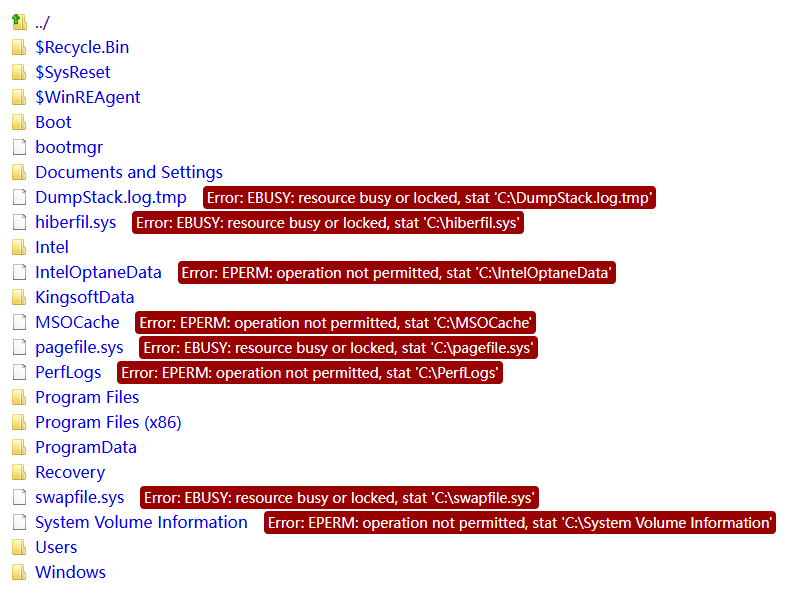 ../
$Recycle.Bin
$SysReset
$WinREAgent
Boot
bootmgr
Documents and Settings
DumpStack.log.tmp Error: EBUSY: resource busy or locked, stat 'C:\DumpStack.log.tmp'
hiberfil.sys Error: EBUSY: resource busy or locked, stat 'C:\hiberfil.sys'
Intel
IntelOptaneData Error: EPERM: operation not permitted, stat 'C:\IntelOptaneData'
KingsoftData
MSOCache Error: EPERM: operation not permitted, stat 'C:\MSOCache'
pagefile.sys Error: EBUSY: resource busy or locked, stat 'C:\pagefile.sys'
PerfLogs Error: EPERM: operation not permitted, stat 'C:\PerfLogs'
Program Files
Program Files (x86)
ProgramData
Recovery
swapfile.sys Error: EBUSY: resource busy or locked, stat 'C:\swapfile.sys'
System Volume Information Error: EPERM: operation not permitted, stat 'C:\System Volume Information'
Users
Windows